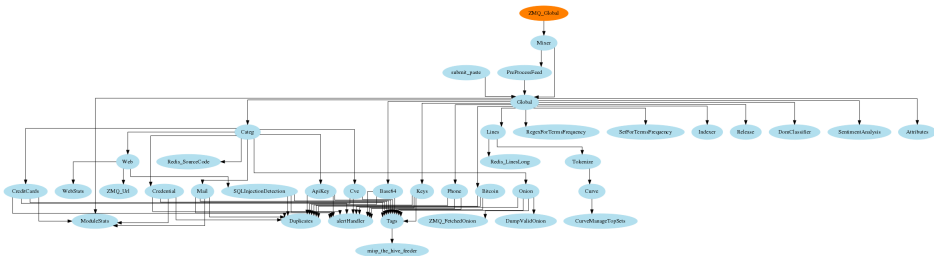 ZMQ_Global
Mixer
submit_paste
PreProcessFeed
Global
Categ
Lines
RegexForTermsFrequency
SetForTermsFrequency
Indexer
Release
DomClassifier
SentimentAnalysis
Attributes
Web
Redis_SourceCode
Redis_LinesLong
Tokenize
CreditCards
WebStats
ZMQ_Url
Credential
Mail
SQLInjectionDetection
ApiKey
Cve
Base64
Keys
Phone
Bitcoin
Onion
Curve
ModuleStats
Duplicates
alertHandler
Tags
ZMQ_FetchedOnion
DumpValidOnion
CurveManageTopSets
misp_the_hive_feeder